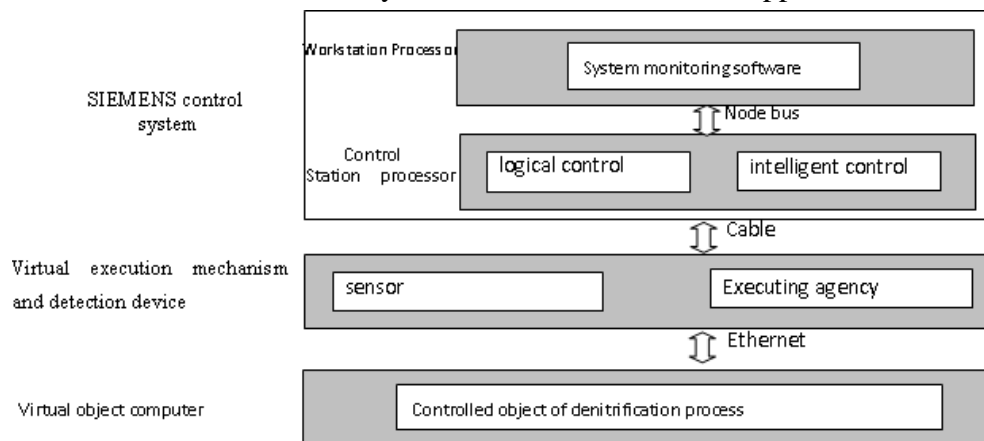 Workstation Processor
System monitoring software
SIEMENS control
system
Node bus
Control
Station processor
logical control
intelligent control
Cable
Virtual execution mechanism
and detection device
sensor
Executing agency
Ethernet
Virtual object computer
Controlled object of denitrification process